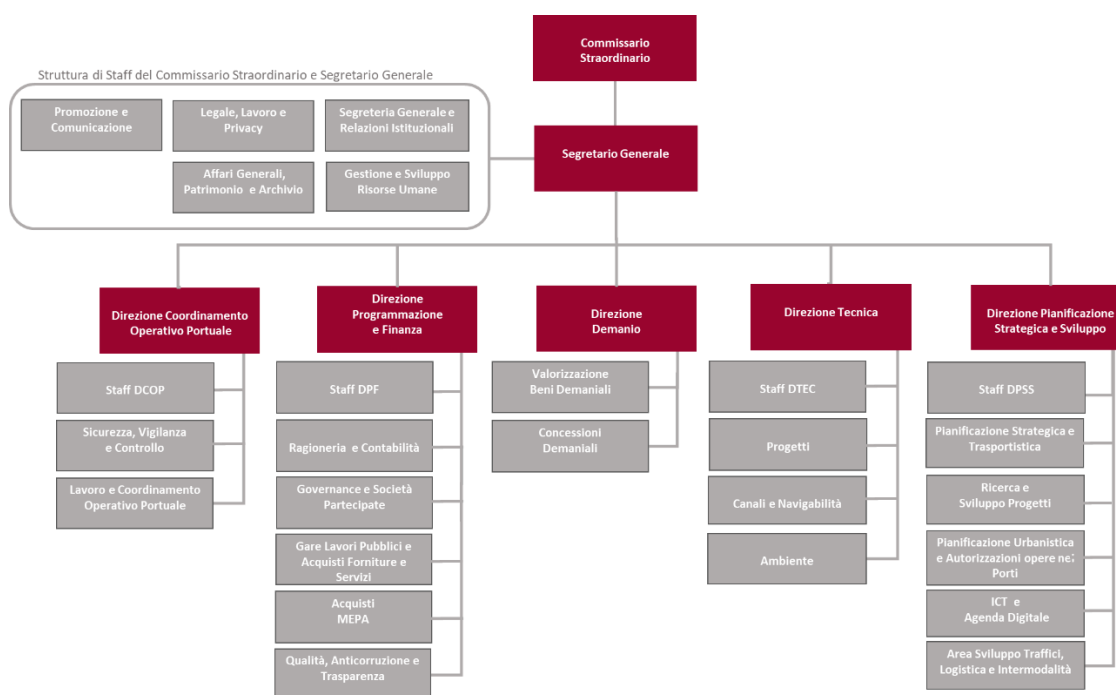 Commissario
Straordinario
Struttura di Staff del Commissario Straordinario e Segretario Generale
Promozione e
Comunicazione
Legale, Lavoro e
Privacy
Segreteria Generale e
Relazioni Istituzionali
Segretario Generale
Affari Generali,
Patrimonio e Archivio
Gestione e Sviluppo
Risorse Umane
Direzione Coordinamento
Operativo Portuale
Direzione
Programmazione
e Finanza
Direzione
Demanio
Direzione Tecnica
Direzione Pianificazione
Strategica e Sviluppo
Staff DCOP
Sicurezza, Vigilanza
e Controllo
Lavoro e Coordinamento
Operativo Portuale
Staff DPF
Ragioneria e Contabilità
Governance e Società
Partecipate
Gare Lavori Pubblici e
Acquisti Forniture e
Servizi
Acquisti
MEPA
Qualità, Anticorruzione e
Trasparenza
Valorizzazione
Beni Demaniali
Concessioni
Demaniali
Staff DTEC
Progetti
Canali e Navigabilità
Ambiente
Staff DPSS
Pianificazione Strategica e
Trasportistica
Ricerca e
Sviluppo Progetti
Pianificazione Urbanistica
e Autorizzazioni opere nei
Porti
ICT e
Agenda Digitale
Area Sviluppo Traffici,
Logistica e Intermodalità